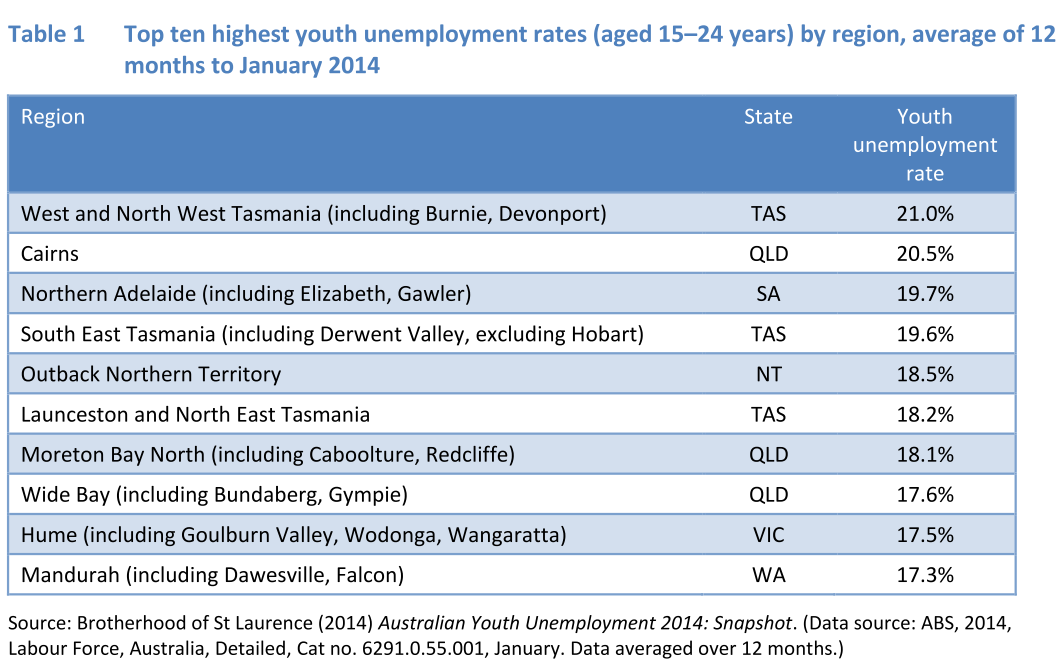 Table 1 Top ten highest youth unemployment rates (aged 15–24 years) by region, average of 12
months to January 2014
Region State Youth
unemployment
rate
West and North West Tasmania (including Burnie, Devonport) TAS 21.0%
Cairns QLD 20.5%
Northern Adelaide (including Elizabeth, Gawler) SA 19.7%
South East Tasmania (including Derwent Valley, excluding Hobart) TAS 19.6%
Outback Northern Territory NT 18.5%
Launceston and North East Tasmania TAS 18.2%
Moreton Bay North (including Caboolture, Redcliffe) QLD 18.1%
Wide Bay (including Bundaberg, Gympie) QLD 17.6%
Hume (including Goulburn Valley, Wodonga, Wangaratta) VIC 17.5%
Mandurah (including Dawesville, Falcon) WA 17.3%
Source: Brotherhood of St Laurence (2014) Australian Youth Unemployment 2014: Snapshot. (Data source: ABS, 2014,
Labour Force, Australia, Detailed, Cat no. 6291.0.55.001, January. Data averaged over 12 months.)